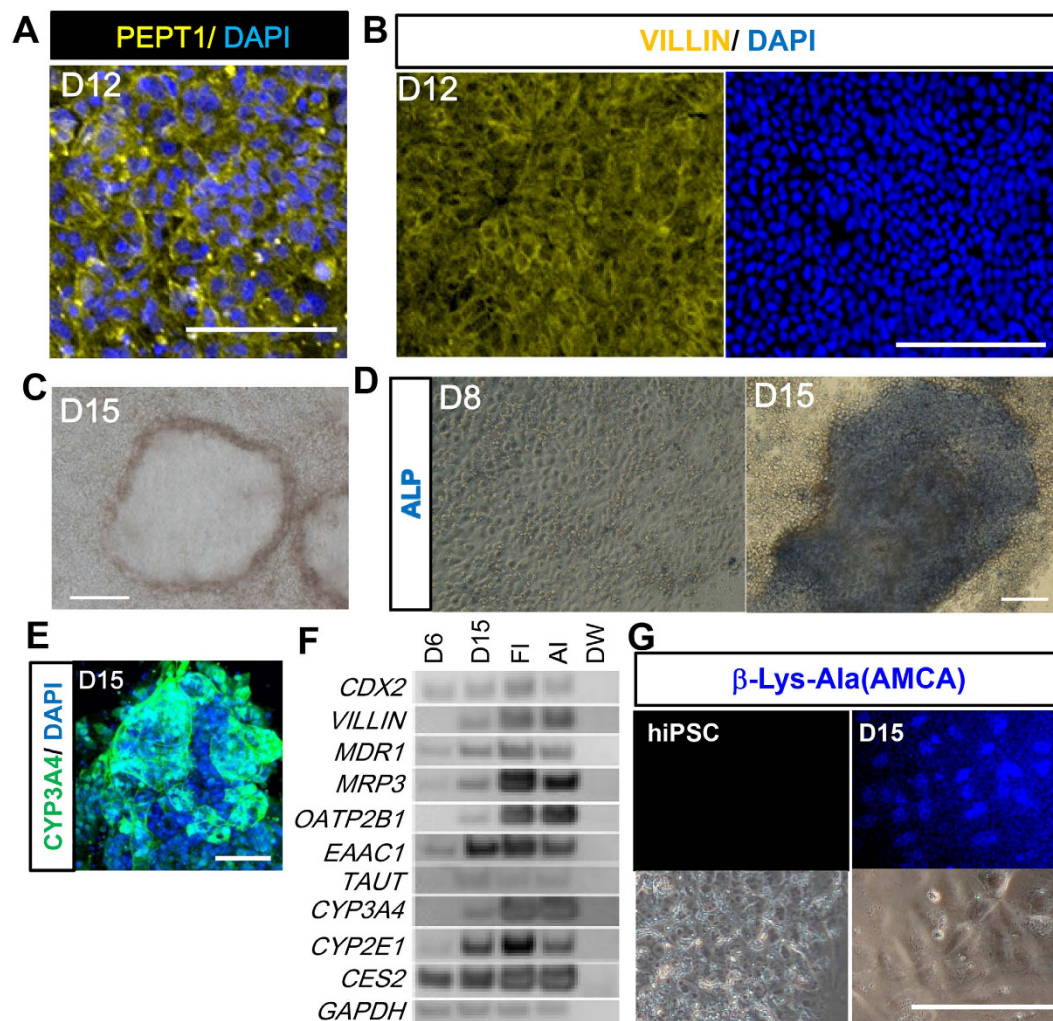 A
PEPT1/ DAPI
D12
B
VILLIN/ DAPI
D12
C
D15
D
ALP
D8
D15
E
CYP3A4/ DAPI
D15
F
D6
D15
FI
AI
DW
CDX2
VILLIN
MDR1
MRP3
OATP2B1
EAAC1
TAUT
CYP3A4
CYP2E1
CES2
GAPDH
G
β-Lys-Ala(AMCA)
hiPSC
D15